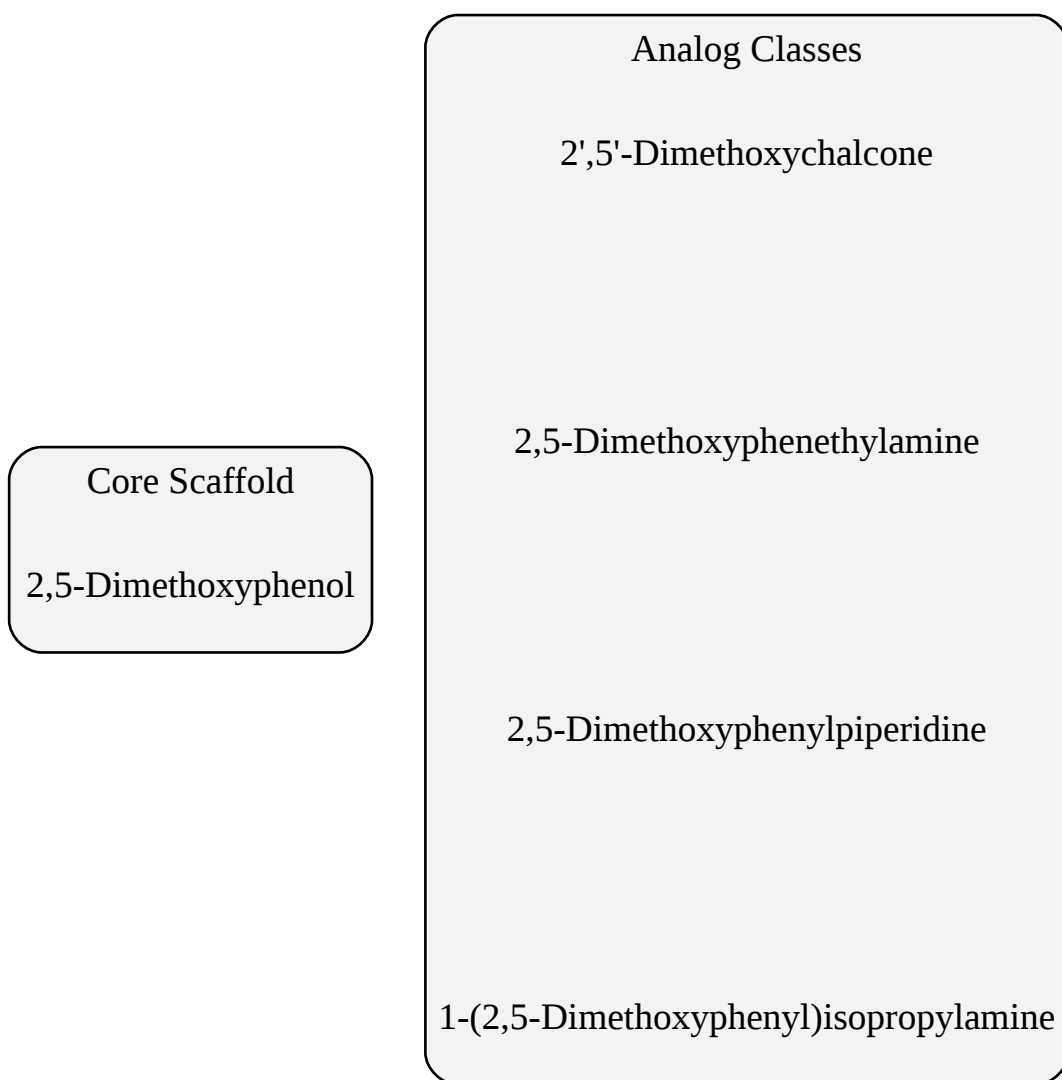 Analog Classes
2',5'-Dimethoxychalcone
2,5-Dimethoxyphenethylamine
Core Scaffold
2,5-Dimethoxyphenol
2,5-Dimethoxyphenylpiperidine
1-(2,5-Dimethoxyphenyl)isopropylamine